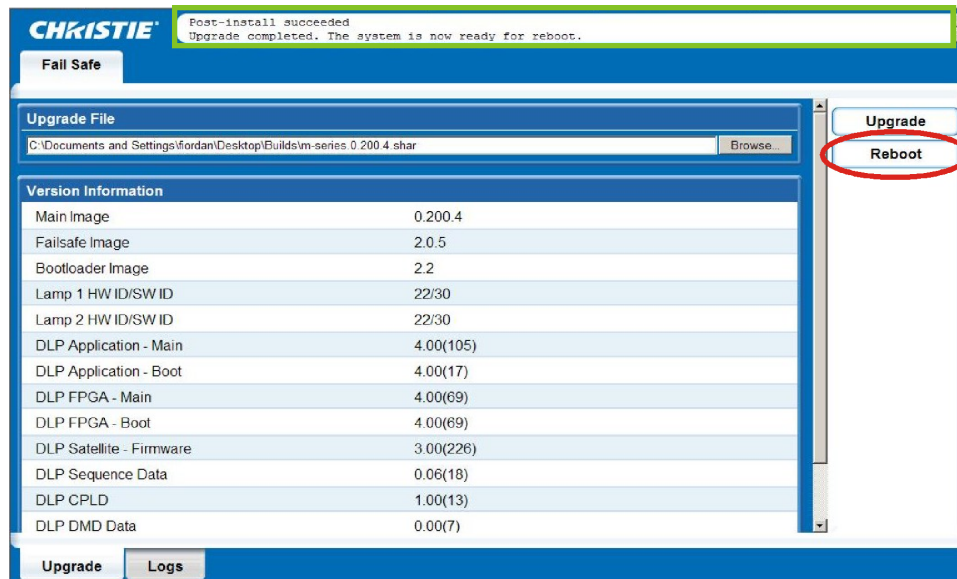 CHRISTIE
Post-install succeeded
Upgrade completed. The system is now ready for reboot.
Fail Safe
Upgrade File
C:\Documents and Settings\fiordan\Desktop\Builds\m-series.0.200.4.shar
Browse...
Upgrade
Reboot
Version Information
Main Image 0.200.4
Failsafe Image 2.0.5
Bootloader Image 2.2
Lamp 1 HW ID/SW ID 22/30
Lamp 2 HW ID/SW ID 22/30
DLP Application - Main 4.00(105)
DLP Application - Boot 4.00(17)
DLP FPGA - Main 4.00(69)
DLP FPGA - Boot 4.00(69)
DLP Satellite - Firmware 3.00(226)
DLP Sequence Data 0.06(18)
DLP CPLD 1.00(13)
DLP DMD Data 0.00(7)
Upgrade
Logs